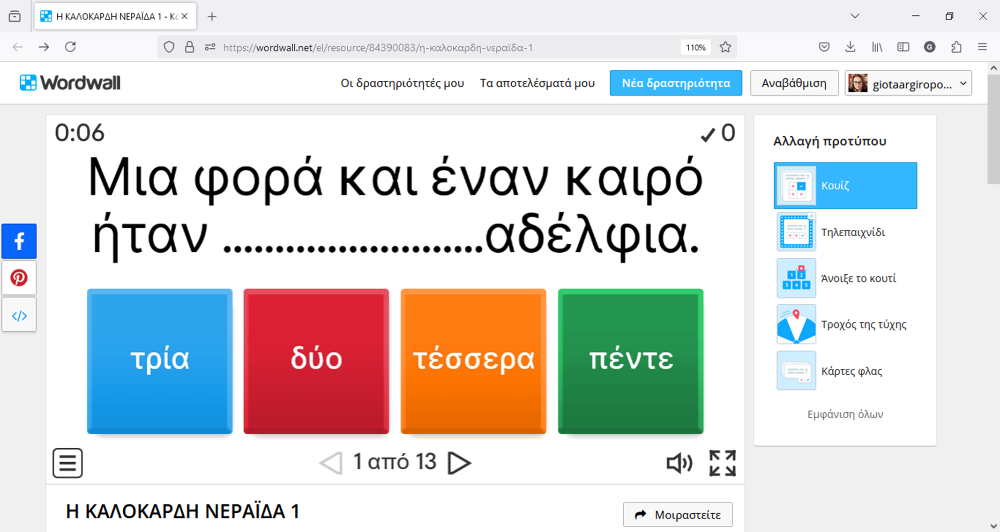 Η ΚΑΛΟΚΑΡΔΗ ΝΕΡΑΪΔΑ 1 - Κο
https://wordwall.net/el/resource/84390083/η-καλοκαρδη-νεραϊδα-1
110%
G
Wordwall
Οι δραστηριότητές μου
Τα αποτελέσματά μου
Νέα δραστηριότητα
Αναβάθμιση
giotaargiropo...
0:06
0
Μια φορά και έναν καιρό
ήταν .........................αδέλφια.
τρία
δύο
τέσσερα
πέντε
1 από 13
Η ΚΑΛΟΚΑΡΔΗ ΝΕΡΑΪΔΑ 1
Μοιραστείτε
Αλλαγή προτύπου
Κουίζ
Τηλεπαιχνίδι
Άνοιξε το κουτί
Τροχός της τύχης
Κάρτες φλας
Εμφάνιση όλων